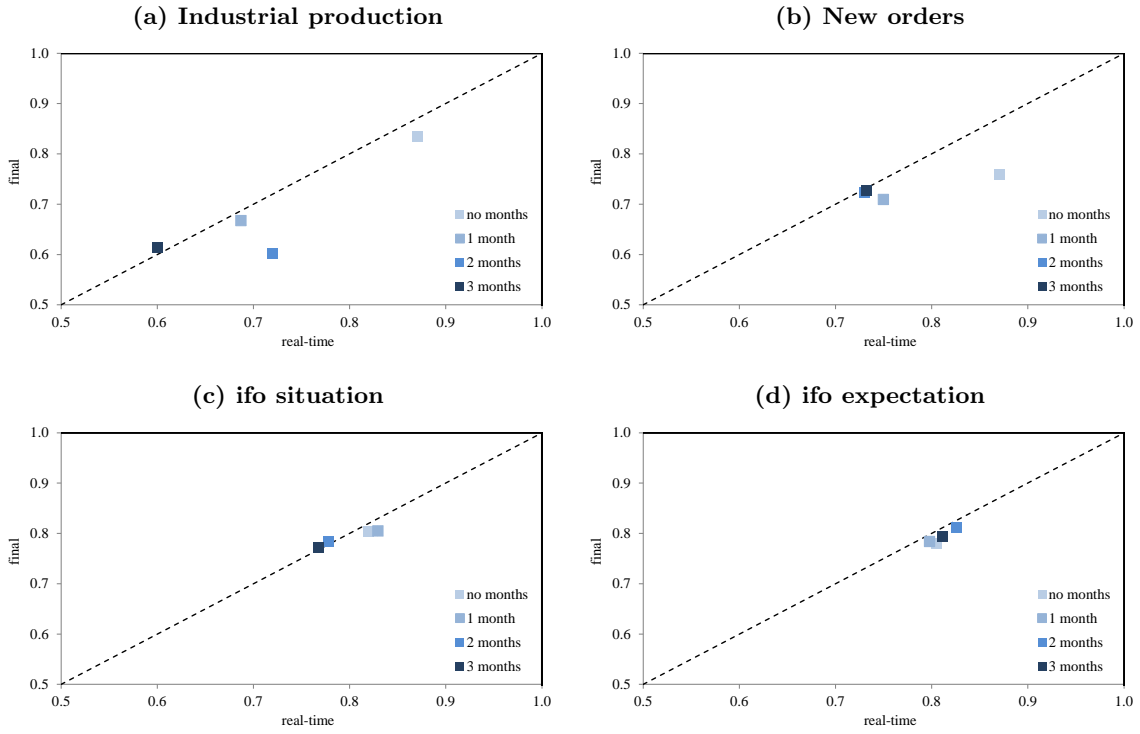 (a) Industrial production
1.0
0.9
0.8
0.7
0.6
0.5
final
no months
1 month
2 months
3 months
0.5 0.6 0.7 0.8 0.9 1.0
real-time
(b) New orders
1.0
0.9
0.8
0.7
0.6
0.5
final
no months
1 month
2 months
3 months
0.5 0.6 0.7 0.8 0.9 1.0
real-time
(c) ifo situation
1.0
0.9
0.8
0.7
0.6
0.5
final
no months
1 month
2 months
3 months
0.5 0.6 0.7 0.8 0.9 1.0
real-time
(d) ifo expectation
1.0
0.9
0.8
0.7
0.6
0.5
final
no months
1 month
2 months
3 months
0.5 0.6 0.7 0.8 0.9 1.0
real-time